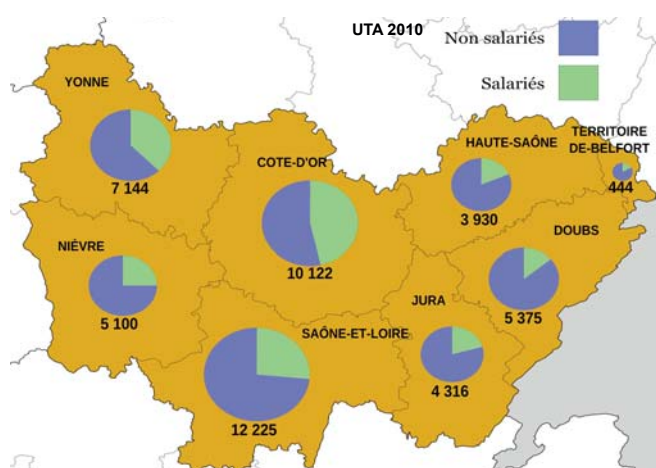 UTA 2010
Non salariés
Salariés
YONNE
7 144
COTE-D'OR
10 122
HAUTE-SAÔNE
3 930
TERRITOIRE
DE-BELFORT
444
NIÈVRE
5 100
DOUBS
5 375
JURA
4 316
SAÔNE-ET-LOIRE
12 225